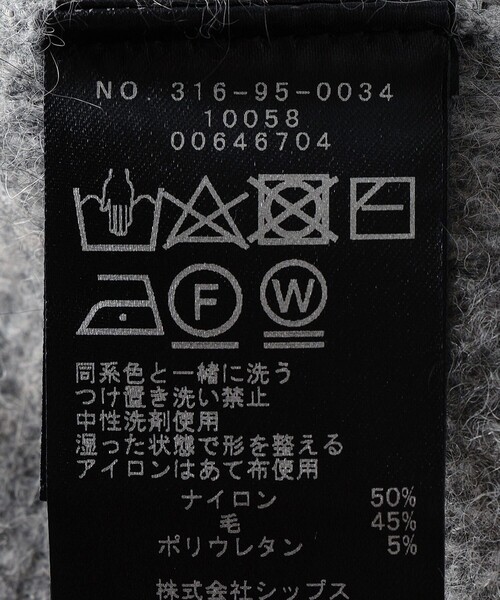 NO. 316-95-0034
10058
00646704
F
W
同系色と一緒に洗う
つけ置き洗い禁止
中性洗剤使用
湿った状態で形を整える
アイロンはあて布使用
ナイロン 50%
毛 45%
ポリウレタン 5%
株式会社シップス